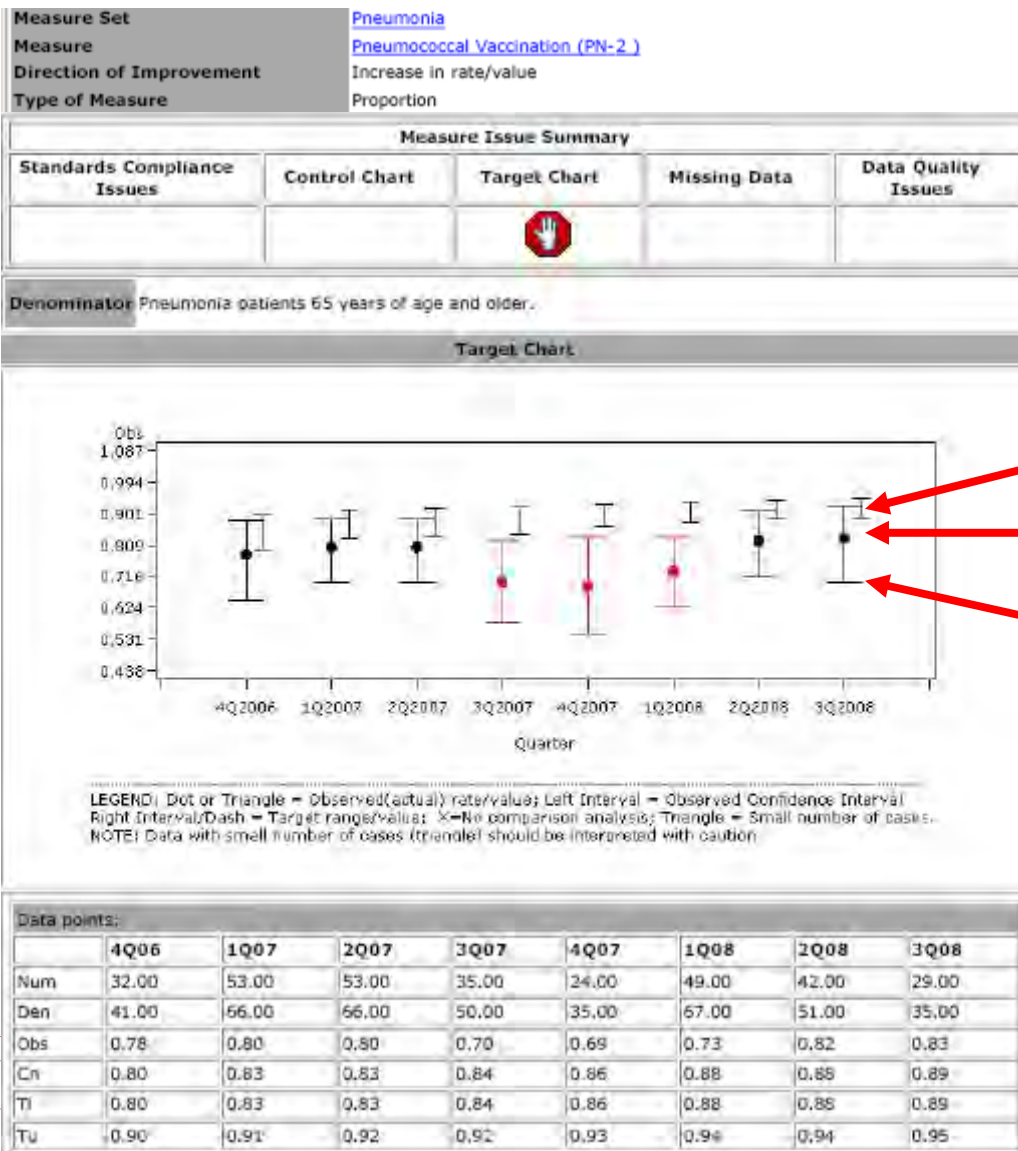 Measure Set Pneumonia
Measure Pneumococcal Vaccination (PN-2 )
Direction of Improvement Increase in rate/value
Type of Measure Proportion
Measure Issue Summary
Standards Compliance Issues Control Chart Target Chart Missing Data Data Quality Issues
Denominator Pneumonia patients 65 years of age and older.
Target Chart
Obs
1.087
0.994
0.901
0.809
0.716
0.624
0.531
0.438
4Q2006 1Q2007 2Q2007 3Q2007 4Q2007 1Q2008 2Q2008 3Q2008
Quarter
LEGEND: Dot or Triangle = Observed(actual) rate/value; Left Interval = Observed Confidence Interval
Right Interval/Dash = Target range/value; X=No comparison analysis; Triangle = Small number of cases.
NOTE: Data with small number of cases (triangle) should be interpreted with caution
Data points:
4Q06 1Q07 2Q07 3Q07 4Q07 1Q08 2Q08 3Q08
Num 32.00 53.00 53.00 35.00 24.00 49.00 42.00 29.00
Den 41.00 66.00 66.00 50.00 35.00 67.00 51.00 35.00
Obs 0.78 0.80 0.80 0.70 0.69 0.73 0.82 0.83
Cn 0.80 0.83 0.83 0.84 0.86 0.88 0.88 0.89
Tl 0.80 0.83 0.83 0.84 0.86 0.88 0.88 0.89
Tu 0.90 0.91 0.92 0.92 0.93 0.94 0.94 0.95